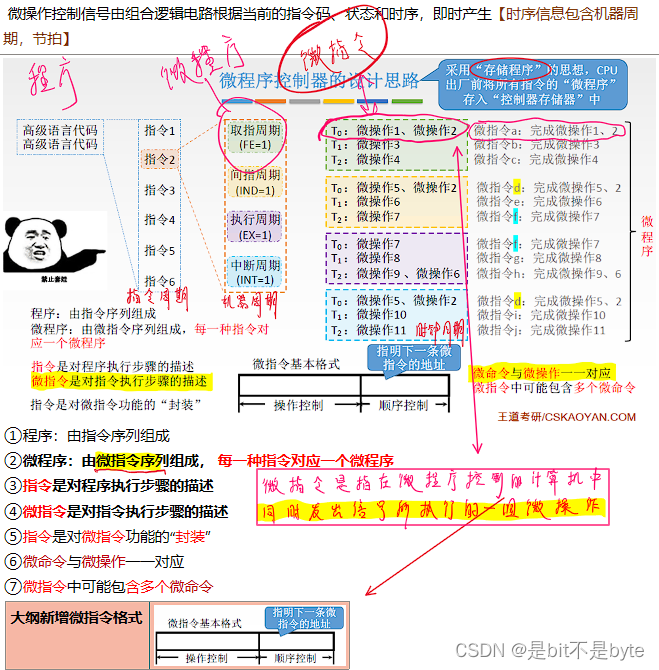 微操作控制信号由组合逻辑电路根据当前的指令码、状态和时序，即时产生【时序信息包含机器周
期，节拍】
程序
微程序
微指令
微程序控制器的设计思路
采用“存储程序”的思想，CPU
出厂前将所有指令的“微程序”
存入“控制器存储器”中
高级语言代码
高级语言代码
指令1
指令2
指令3
指令4
指令5
指令6
指令周期
取指周期
(FE=1)
间指周期
(IND=1)
执行周期
(EX=1)
中断周期
(INT=1)
机器周期
T₀：微操作1、微操作2
T₁：微操作3
T₂：微操作4
T₀：微操作5、微操作2
T₁：微操作6
T₂：微操作7
T₀：微操作7
T₁：微操作8
T₂：微操作9、微操作6
T₀：微操作5、微操作2
T₁：微操作10
T₂：微操作11
时钟周期
微指令a：完成微操作1、2
微指令b：完成微操作3
微指令c：完成微操作4
微指令d：完成微操作5、2
微指令e：完成微操作6
微指令f：完成微操作7
微指令f：完成微操作7
微指令g：完成微操作8
微指令h：完成微操作9、6
微指令d：完成微操作5、2
微指令i：完成微操作10
微指令j：完成微操作11
微程序
禁止套娃
程序：由指令序列组成
微程序：由微指令序列组成，每一种指令对
应一个微程序
指令是对程序执行步骤的描述
微指令是对指令执行步骤的描述
指令是对微指令功能的“封装”
微指令基本格式
指明下一条微
指令的地址
操作控制
顺序控制
微命令与微操作一一对应
微指令中可能包含多个微命令
王道考研/CSKAOYAN.COM
①程序：由指令序列组成
②微程序：由微指令序列组成，每一种指令对应一个微程序
③指令是对程序执行步骤的描述
④微指令是对指令执行步骤的描述
⑤指令是对微指令功能的“封装”
⑥微命令与微操作一一对应
⑦微指令中可能包含多个微命令
微指令是指在微程序控制的计算机中
同时发出信号所执行的一组微操作
大纲新增微指令格式
微指令基本格式
指明下一条微
指令的地址
操作控制
顺序控制
CSDN @是bit不是byte